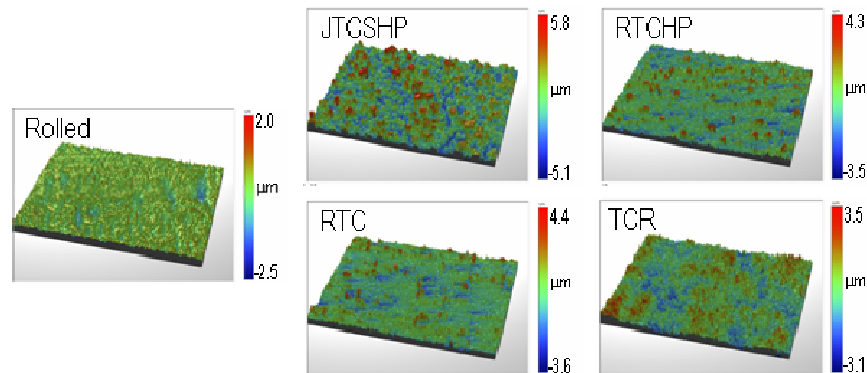 Rolled
2.0
µm
-2.5
JTCSHP
5.8
µm
-5.1
RTCHP
4.3
µm
-3.5
RTC
4.4
µm
-3.6
TCR
3.5
µm
-3.1